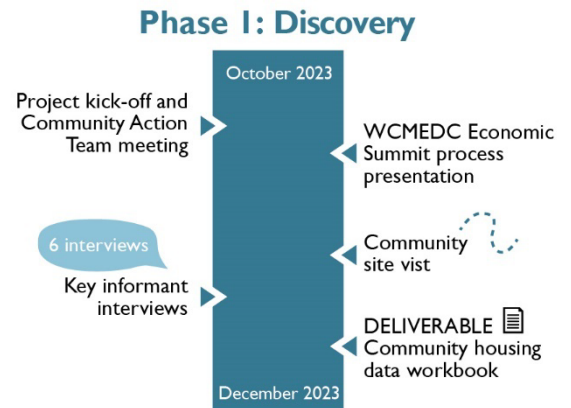 Phase 1: Discovery
October 2023
Project kick-off and
Community Action
Team meeting
WCMEDC Economic
Summit process
presentation
6 interviews
Key informant
interviews
Community
site vist
DELIVERABLE
Community housing
data workbook
December 2023